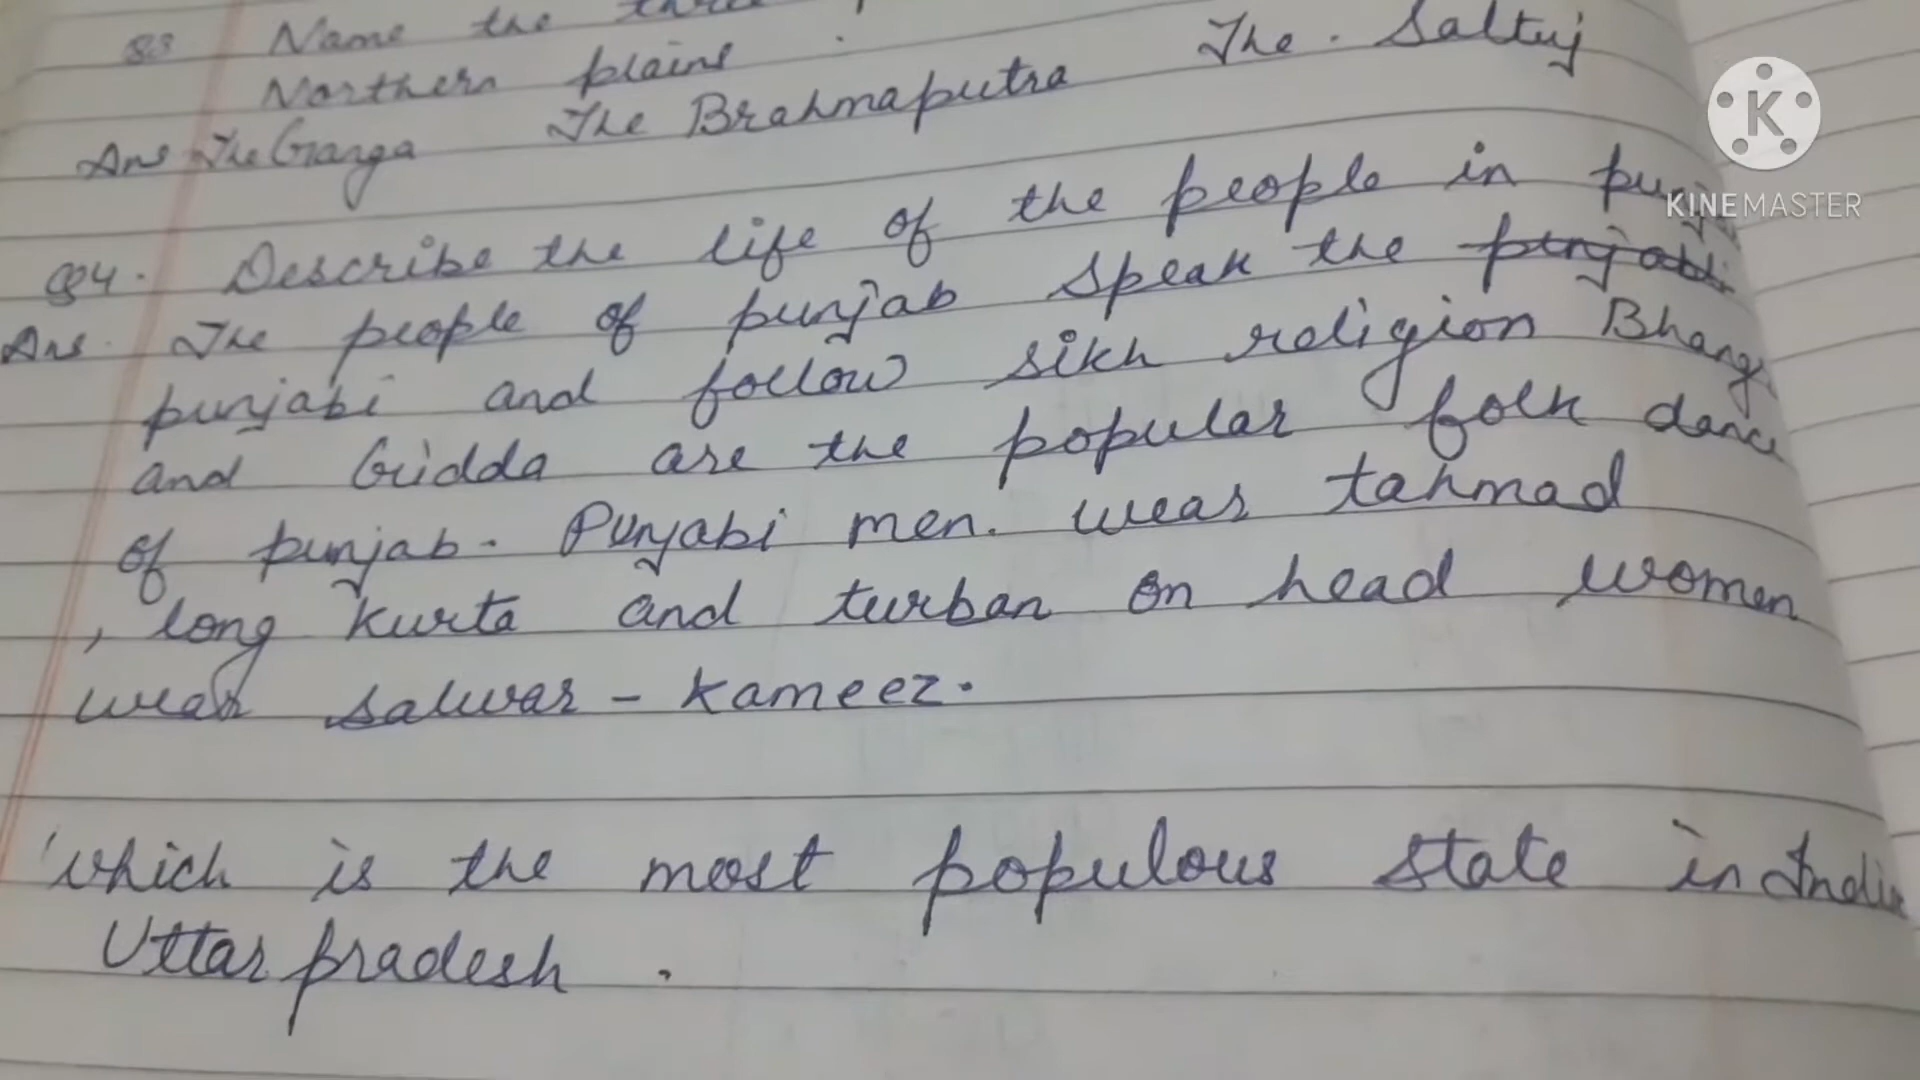 Q3 Name the three
Northern plains.
Ans The Ganga The Brahmaputra The. Saltuj
Q4. Describe the life of the people in
Ans. The people of punjab speak the punjabi
punjabi and follow sikh religion
and Gidda are the popular folk dance
of punjab. Punjabi men. wear tahmad
, long kurta and turban on head women
wear salwar - kameez.
which is the most populous state in India
Uttar pradesh.
KINEMASTER